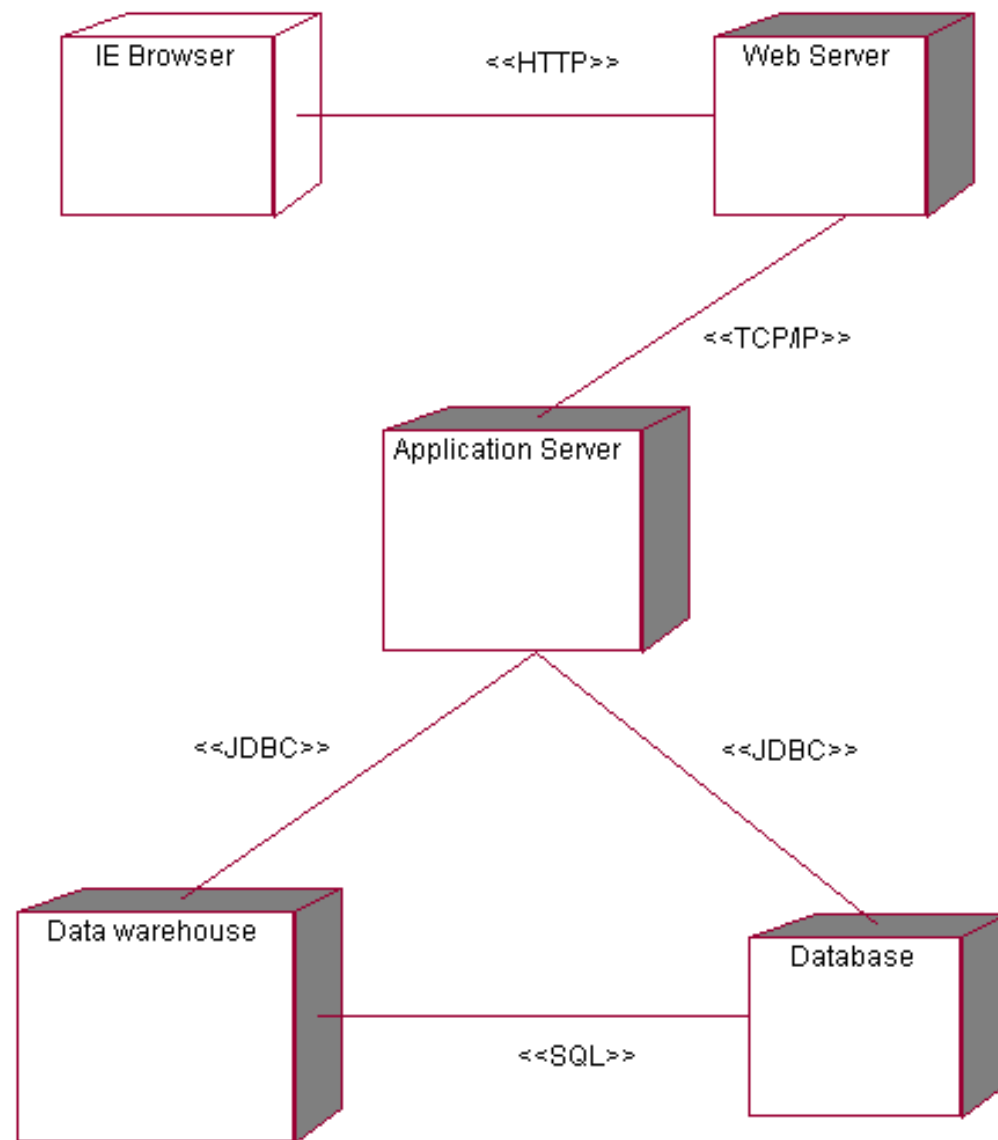 IE Browser
<<HTTP>>
Web Server
<<TCP/IP>>
Application Server
<<JDBC>>
<<JDBC>>
Data warehouse
Database
<<SQL>>